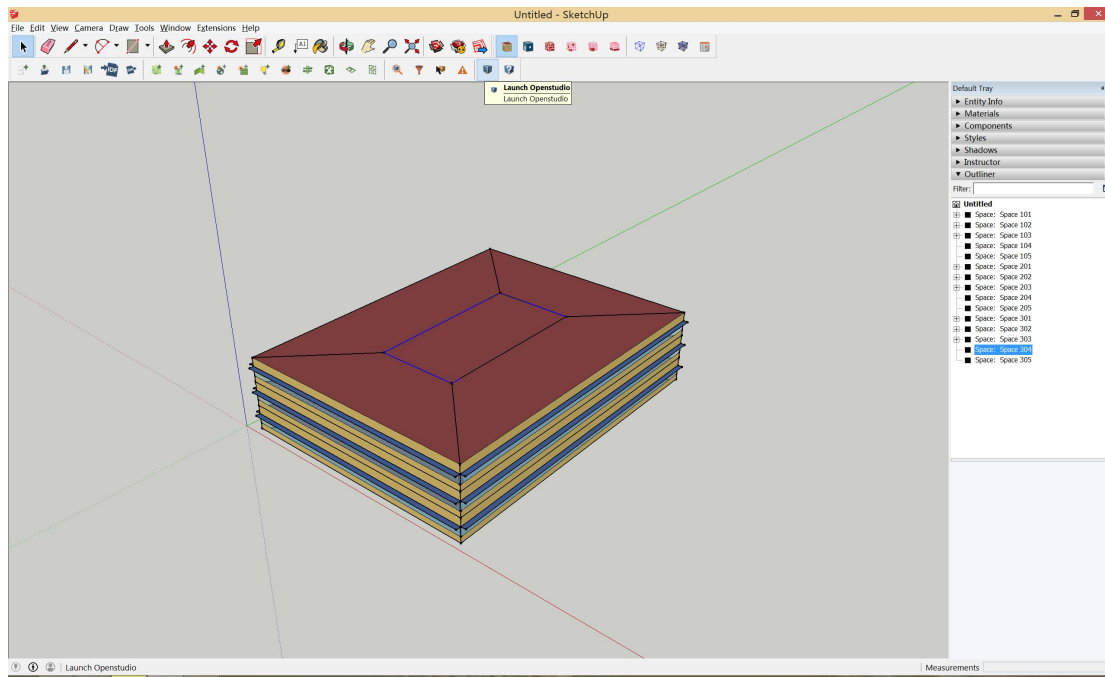 Untitled - SketchUp
File Edit View Camera Draw Tools Window Extensions Help
A1
IDF
Launch Openstudio
Launch Openstudio
Default Tray
Entity Info
Materials
Components
Styles
Shadows
Instructor
Outliner
Filter:
Untitled
Space: Space 101
Space: Space 102
Space: Space 103
Space: Space 104
Space: Space 105
Space: Space 201
Space: Space 202
Space: Space 203
Space: Space 204
Space: Space 205
Space: Space 301
Space: Space 302
Space: Space 303
Space: Space 304
Space: Space 305
Launch Openstudio
Measurements